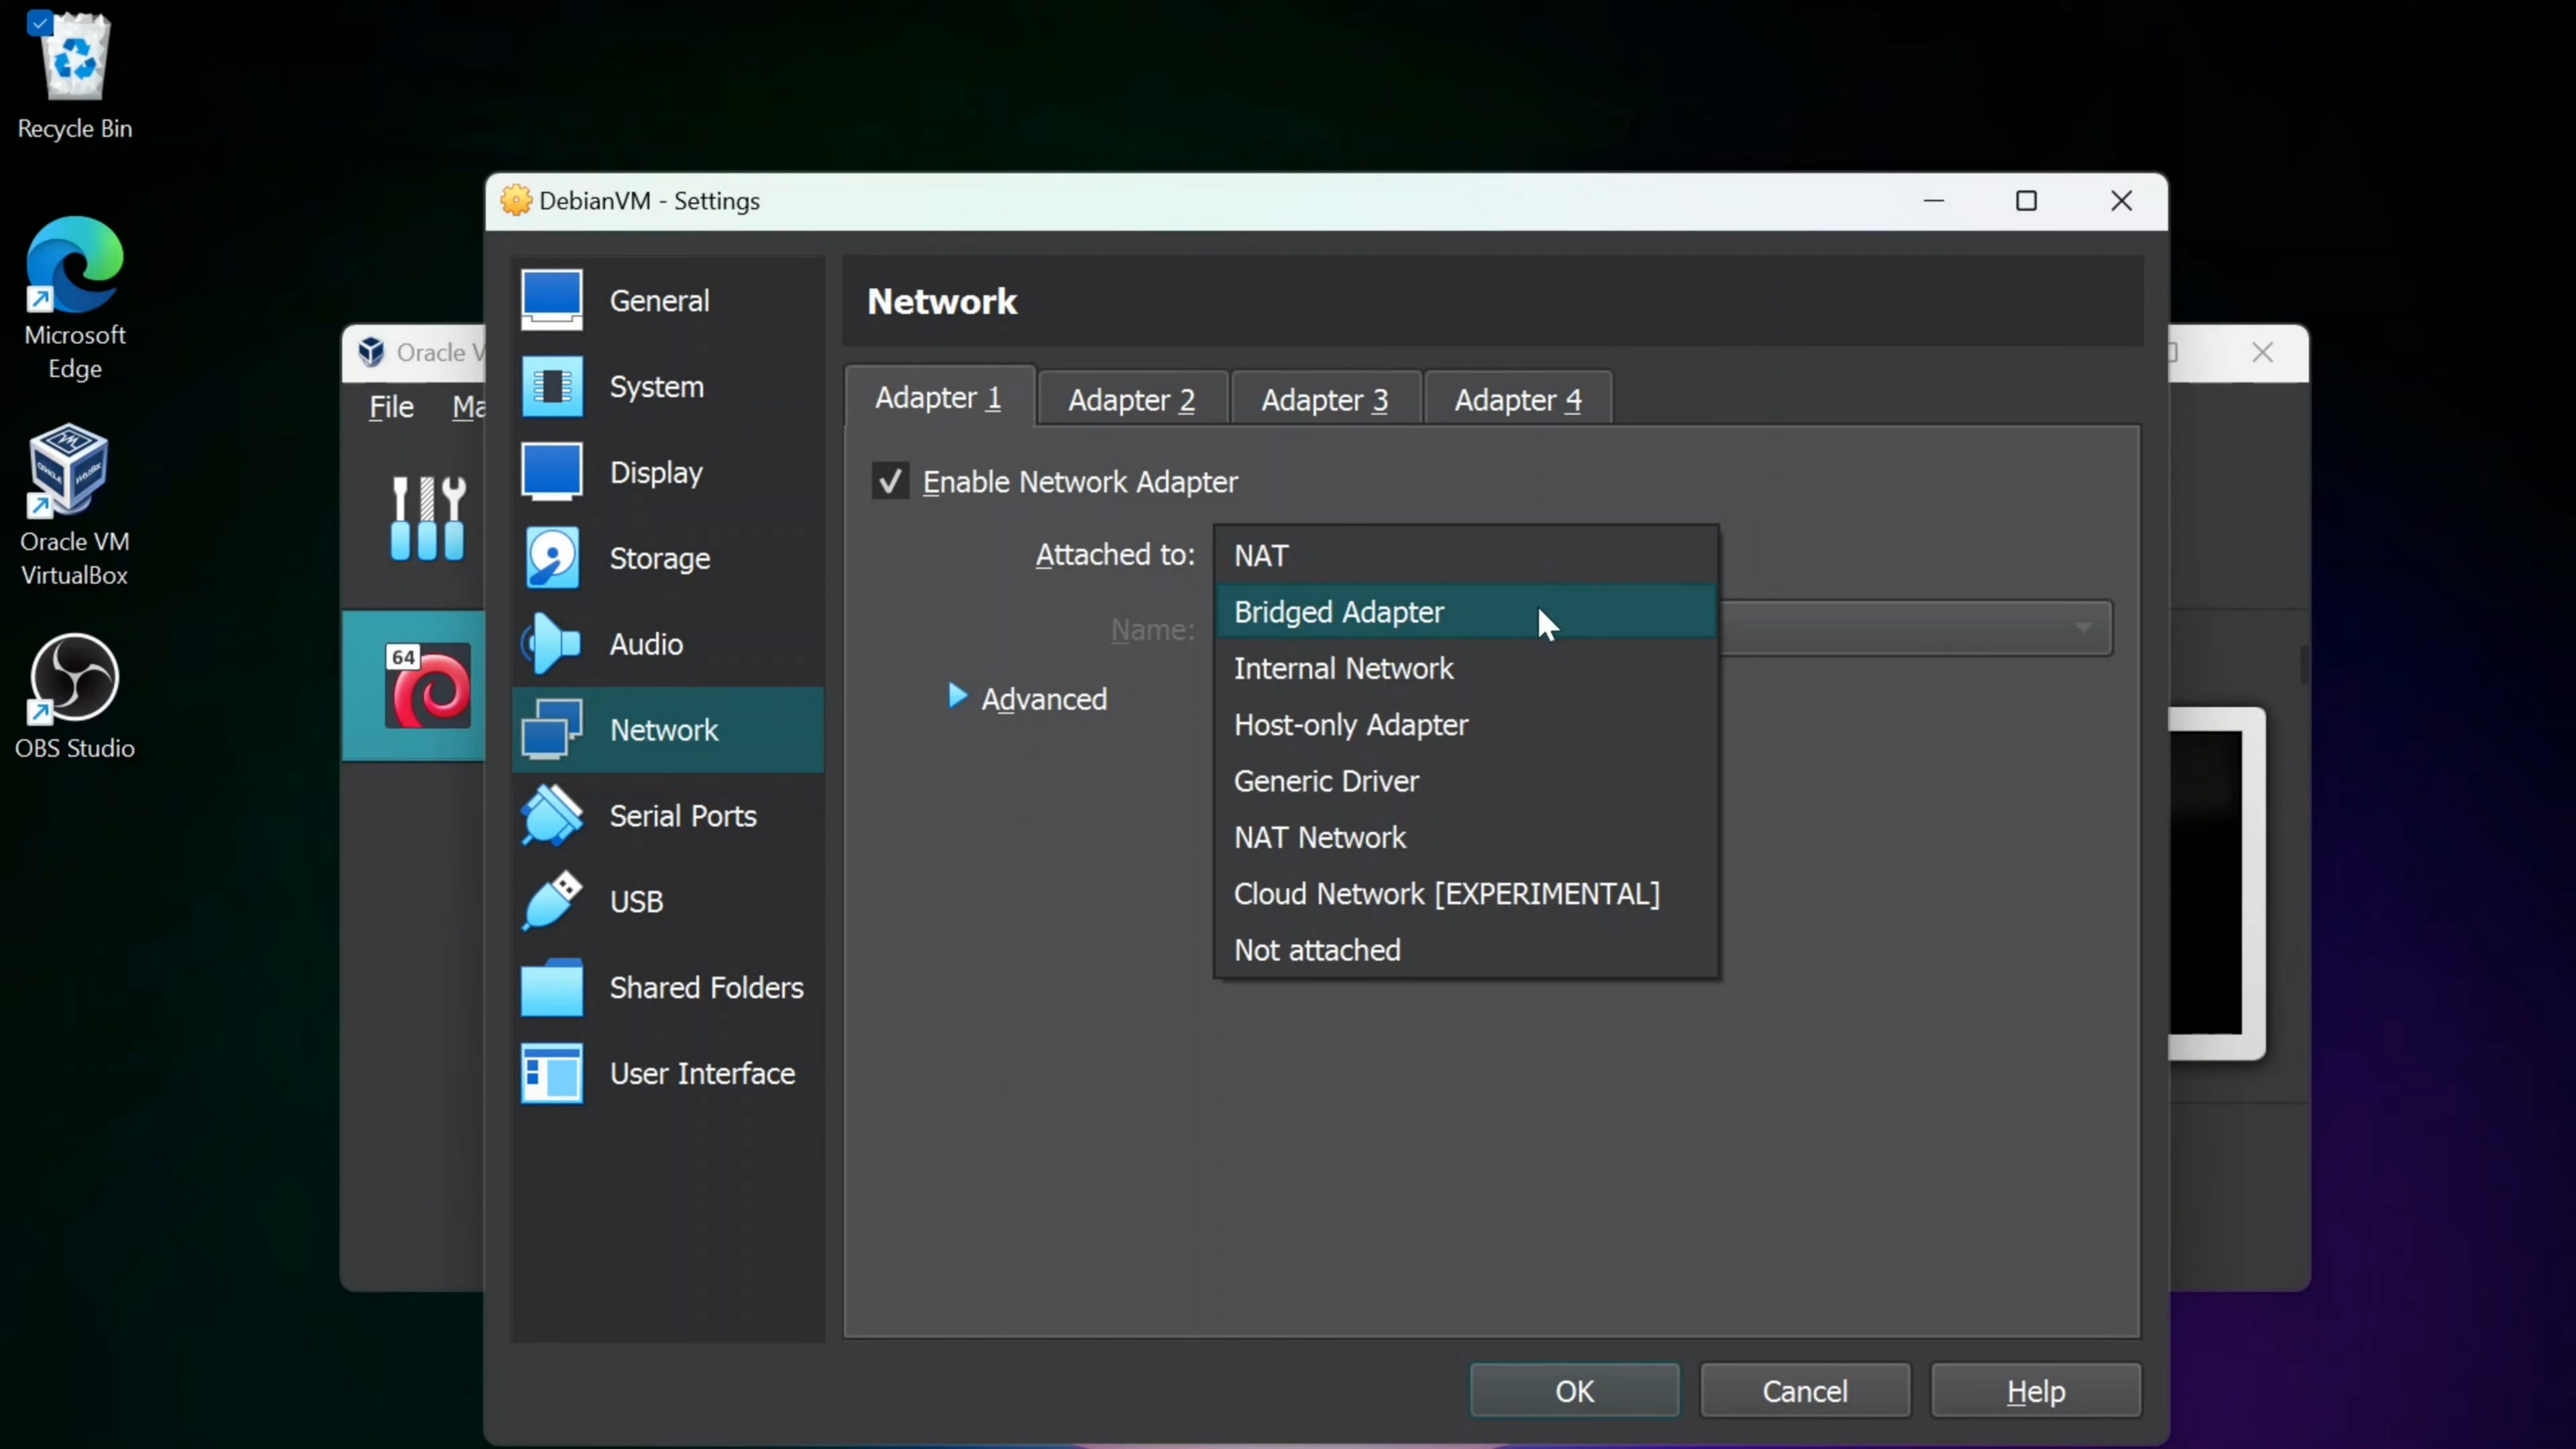 Recycle Bin
Microsoft
Edge
Oracle VM
VirtualBox
OBS Studio
Oracle V
File Ma
64
DebianVM - Settings
General
System
Display
Storage
Audio
Network
Serial Ports
USB
Shared Folders
User Interface
Network
Adapter 1 Adapter 2 Adapter 3 Adapter 4
Enable Network Adapter
Attached to: NAT
Bridged Adapter
Name:
Internal Network
Advanced
Host-only Adapter
Generic Driver
NAT Network
Cloud Network [EXPERIMENTAL]
Not attached
OK Cancel Help